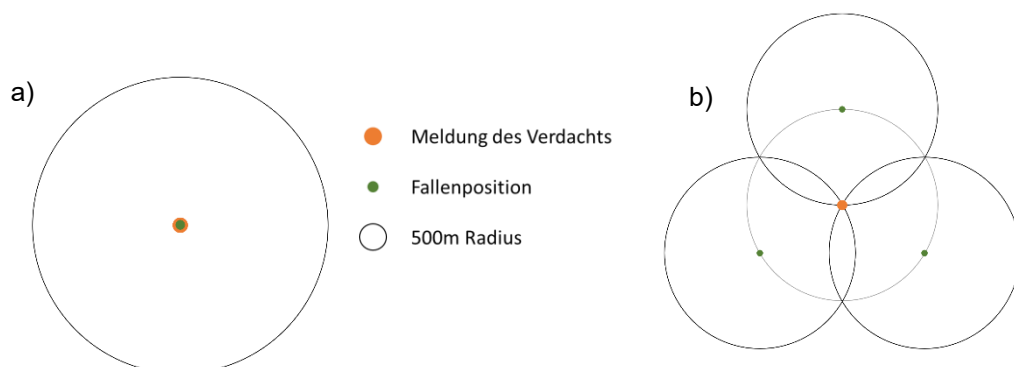 a)
Meldung des Verdachts
Fallenposition
500m Radius
b)